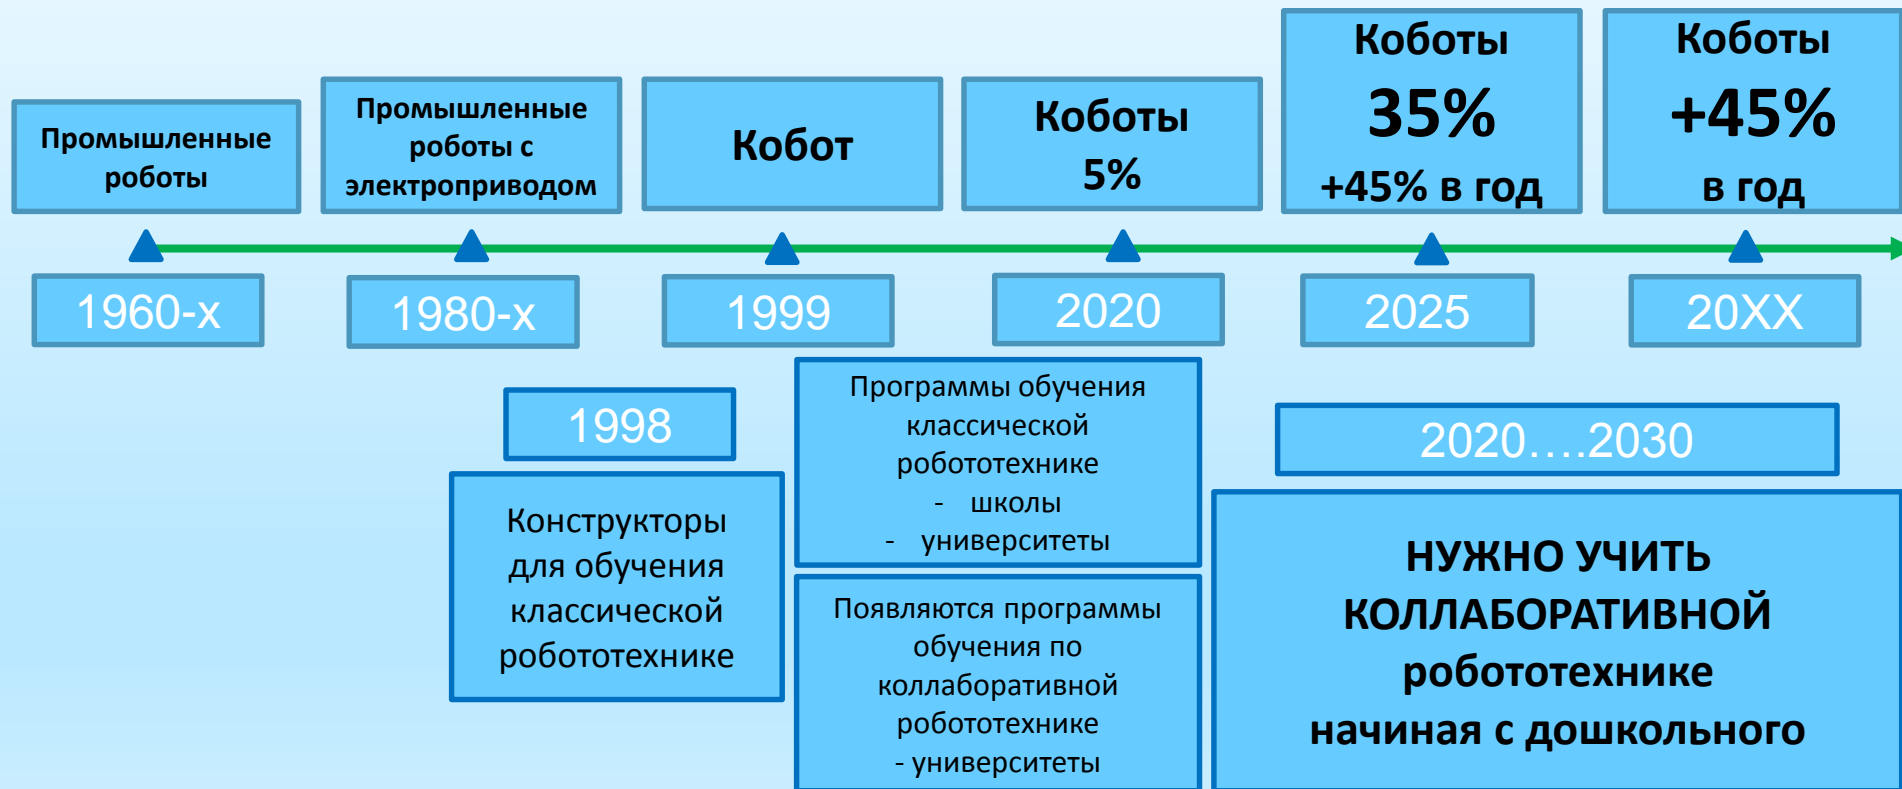 Промышленные
роботы
Промышленные
роботы с
электроприводом
Кобот
Коботы
5%
Коботы
35%
+45% в год
Коботы
+45%
в год
1960-х
1980-х
1999
2020
2025
20XX
1998
Конструкторы
для обучения
классической
робототехнике
Программы обучения
классической
робототехнике
- школы
- университеты
Появляются программы
обучения по
коллаборативной
робототехнике
- университеты
2020....2030
НУЖНО УЧИТЬ
КОЛЛАБОРАТИВНОЙ
робототехнике
начиная с дошкольного